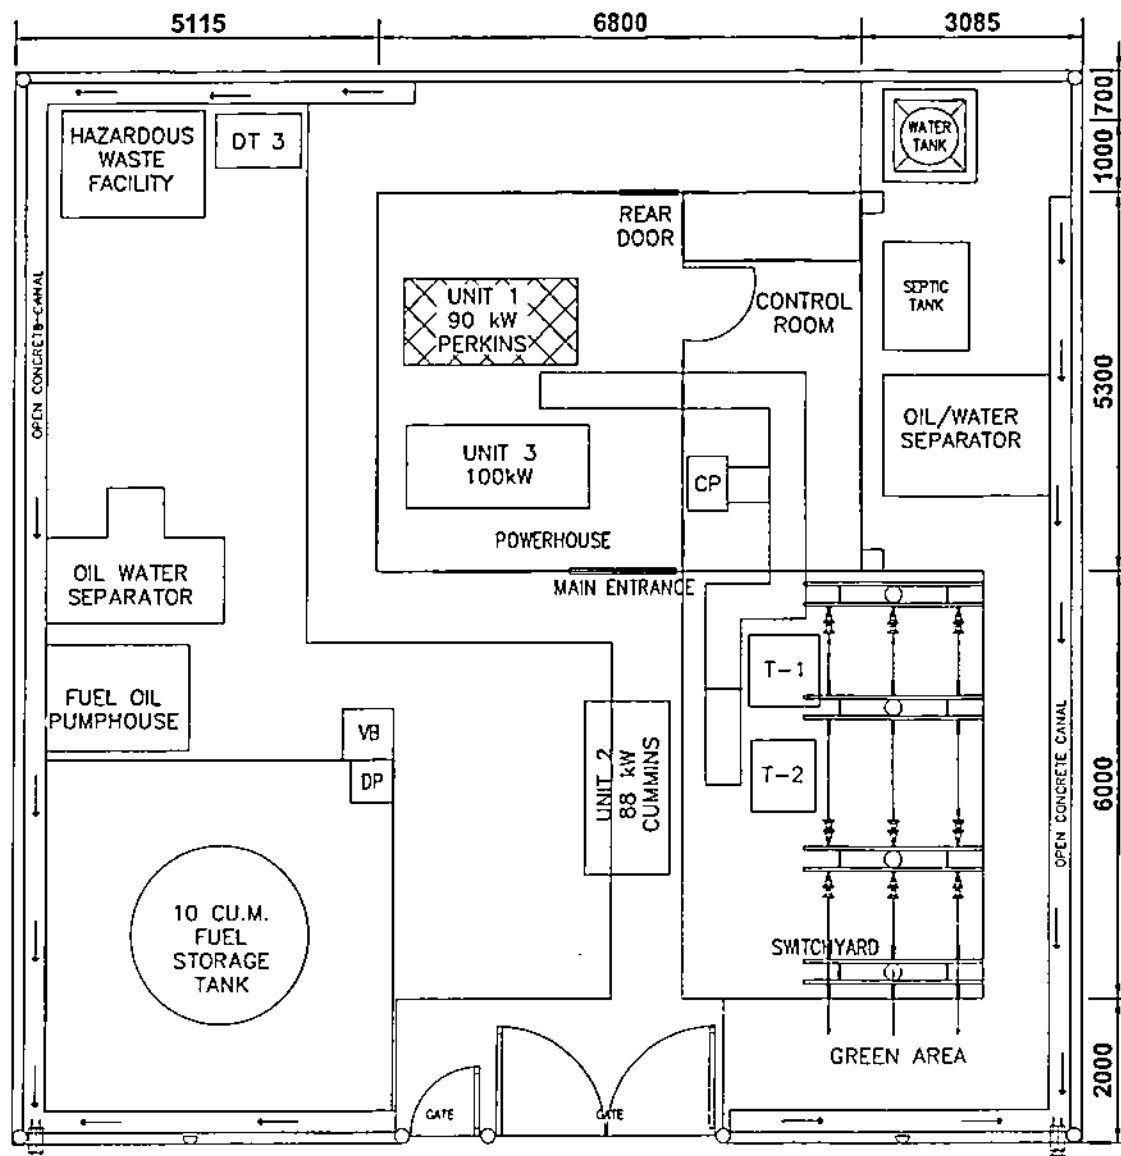 5115
6800
3085
700
1000
5300
6000
2000
HAZARDOUS
WASTE
FACILITY
DT 3
WATER
TANK
REAR
DOOR
UNIT 1
90 kW
PERKINS
CONTROL
ROOM
SEPTIC
TANK
OPEN CONCRETE CANAL
UNIT 3
100kW
CP
OIL/WATER
SEPARATOR
POWERHOUSE
MAIN ENTRANCE
OIL WATER
SEPARATOR
FUEL OIL
PUMPHOUSE
VB
DP
UNIT 2
88 kW
CUMMINS
T-1
T-2
OPEN CONCRETE CANAL
10 CU.M.
FUEL
STORAGE
TANK
SWITCHYARD
GREEN AREA
GATE
GATE